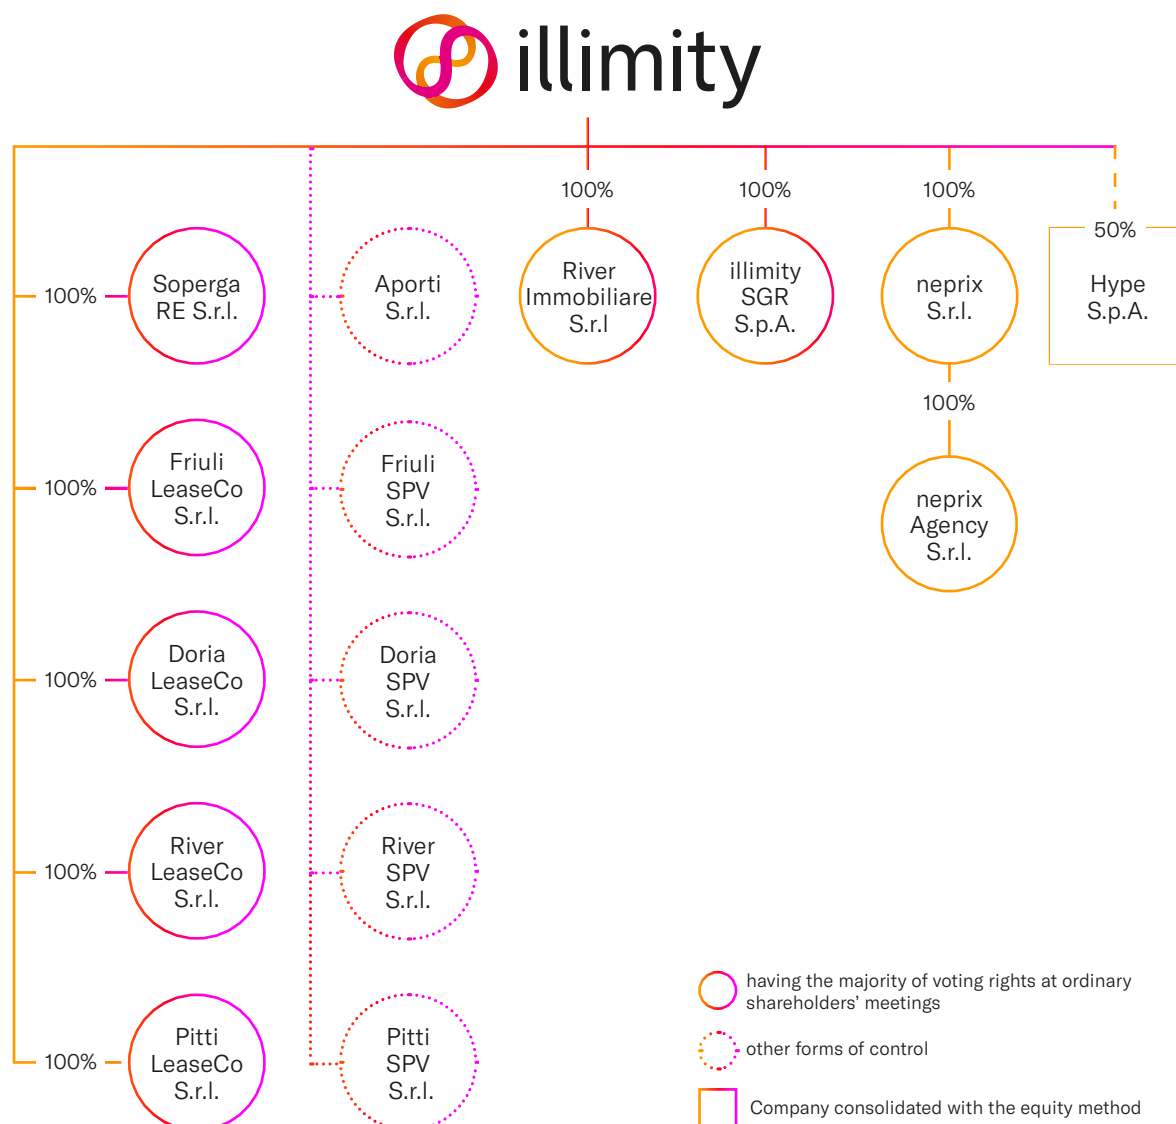 illimity
100%
100%
100%
50%
100%
Soperga
RE S.r.l.
Aporti
S.r.l.
River
Immobiliare
S.r.l
illimity
SGR
S.p.A.
neprix
S.r.l.
Hype
S.p.A.
100%
neprix
Agency
S.r.l.
100%
Friuli
LeaseCo
S.r.l.
Friuli
SPV
S.r.l.
100%
Doria
LeaseCo
S.r.l.
Doria
SPV
S.r.l.
100%
River
LeaseCo
S.r.l.
River
SPV
S.r.l.
100%
Pitti
LeaseCo
S.r.l.
Pitti
SPV
S.r.l.
having the majority of voting rights at ordinary
shareholders’ meetings
other forms of control
Company consolidated with the equity method